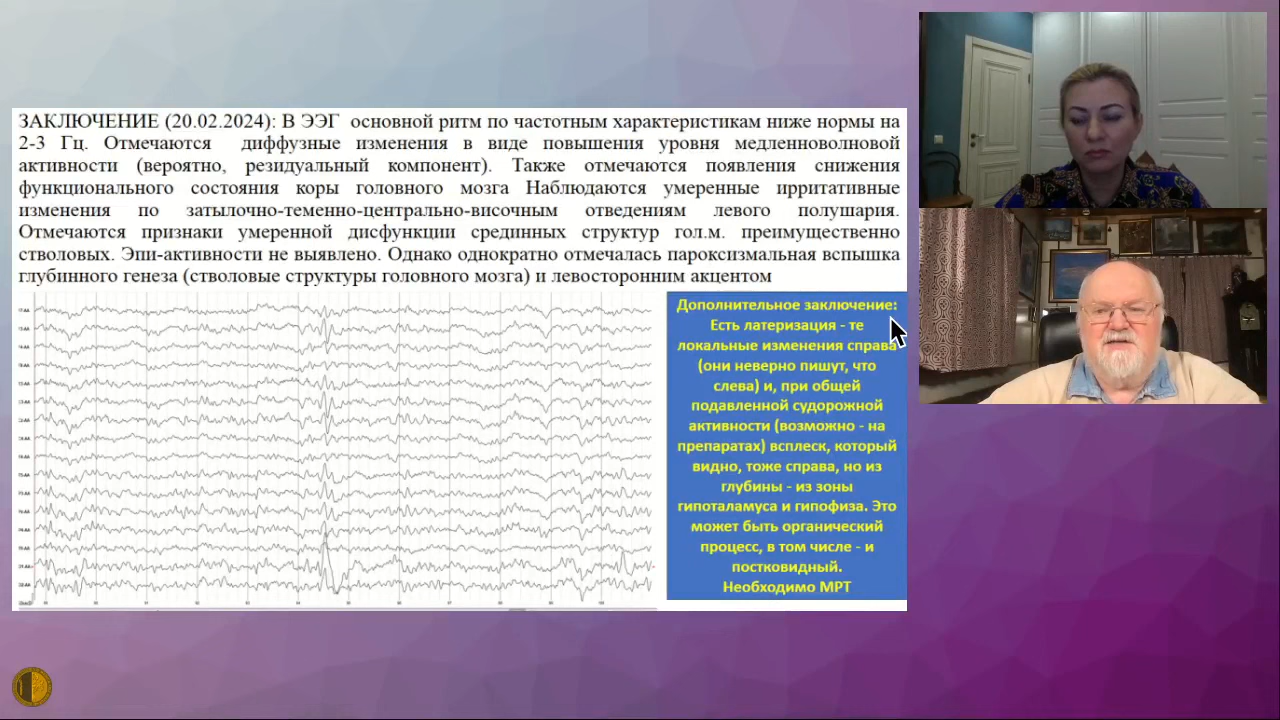 ЗАКЛЮЧЕНИЕ (20.02.2024): В ЭЭГ основной ритм по частотным характеристикам ниже нормы на
2-3 Гц. Отмечаются диффузные изменения в виде повышения уровня медленноволновой
активности (вероятно, резидуальный компонент). Также отмечаются появления снижения
функционального состояния коры головного мозга Наблюдаются умеренные ирритативные
изменения по затылочно-теменно-центрально-височным отведениям левого полушария.
Отмечаются признаки умеренной дисфункции срединных структур гол.м. преимущественно
стволовых. Эпи-активности не выявлено. Однако однократно отмечалась пароксизмальная вспышка
глубинного генеза (стволовые структуры головного мозга) и левосторонним акцентом
Дополнительное заключение:
Есть латеризация - те
локальные изменения справа
(они неверно пишут, что
слева) и, при общей
подавленной судорожной
активности (возможно - на
препаратах) всплеск, который
видно, тоже справа, но из
глубины - из зоны
гипоталамуса и гипофиза. Это
может быть органический
процесс, в том числе - и
постковидный.
Необходимо МРТ